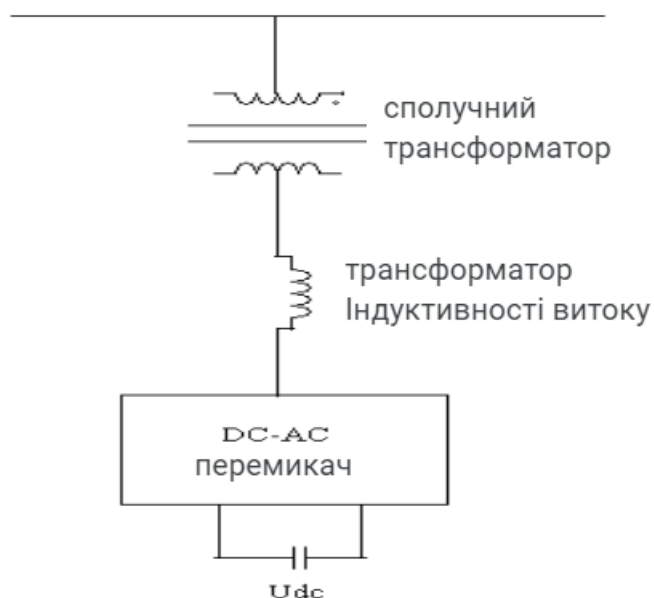 сполучний
трансформатор
трансформатор
Індуктивності витоку
DC-AC
перемикач
Udc